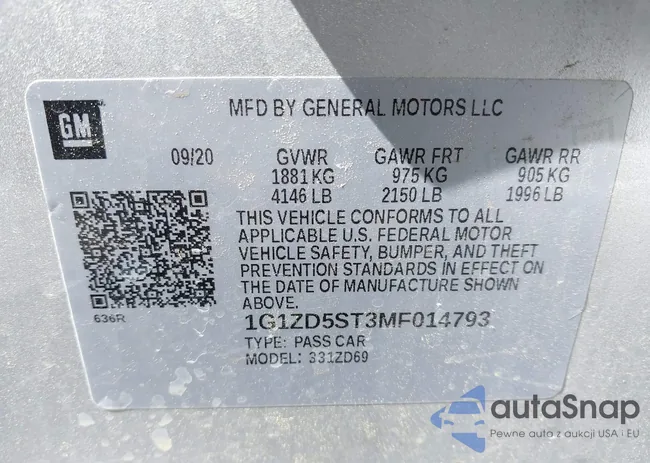 GM
MFD BY GENERAL MOTORS LLC
09/20 GVWR GAWR FRT GAWR RR
1881 KG 975 KG 905 KG
4146 LB 2150 LB 1996 LB
THIS VEHICLE CONFORMS TO ALL
APPLICABLE U.S. FEDERAL MOTOR
VEHICLE SAFETY, BUMPER, AND THEFT
PREVENTION STANDARDS IN EFFECT ON
THE DATE OF MANUFACTURE SHOWN
ABOVE.
636R
1G1ZD5ST3MF014793
TYPE: PASS CAR
MODEL: 331ZD69
autaSnap
Pewne auta z aukcji USA i EU